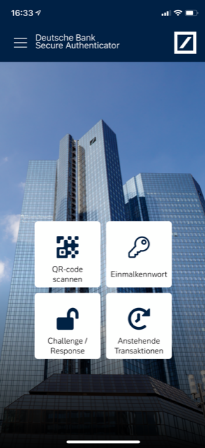 16:33
Deutsche Bank
Secure Authenticator
QR-code
scannen
Einmalkennwort
Challenge /
Response
Anstehende
Transaktionen